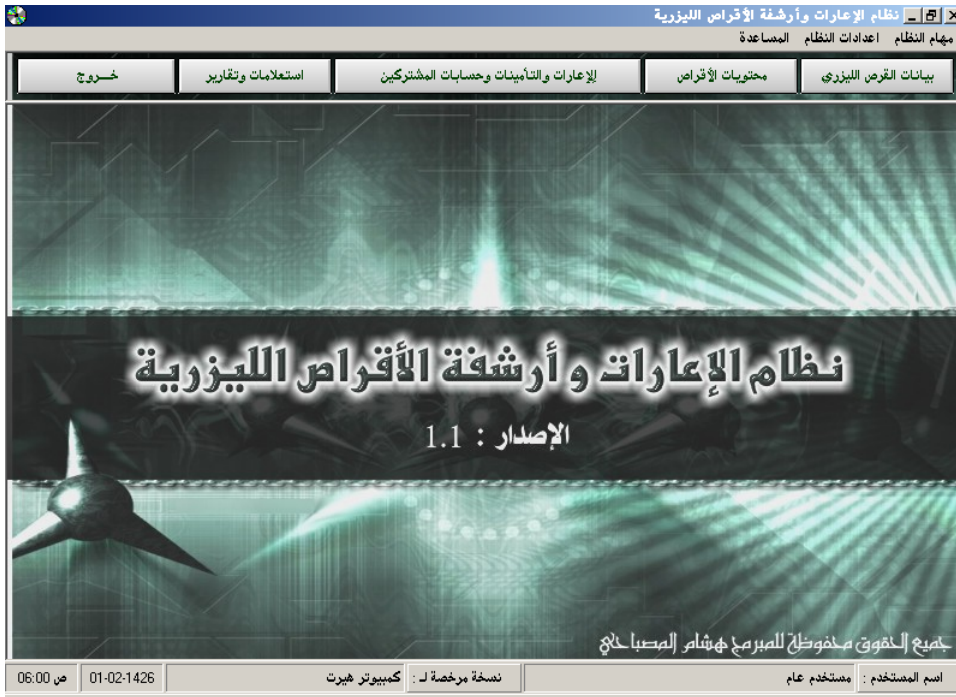 نظام الإعارات وأرشفة الأقراص الليزرية
مهام النظام اعدادات النظام المساعدة
بيانات القرص الليزري محتويات الأقراص الإعارات والتأمينات وحسابات المشتركين استعلامات وتقارير خــروج
نظام الإعارات و أرشفة الأقراص الليزرية
الإصدار : 1.1
جميع الحقوق محفوظة للمبرمج هشام المصباحي
اسم المستخدم : مستخدم عام نسخة مرخصة لـ : كمبيوتر هيرت 01-02-1426 06:00 ص